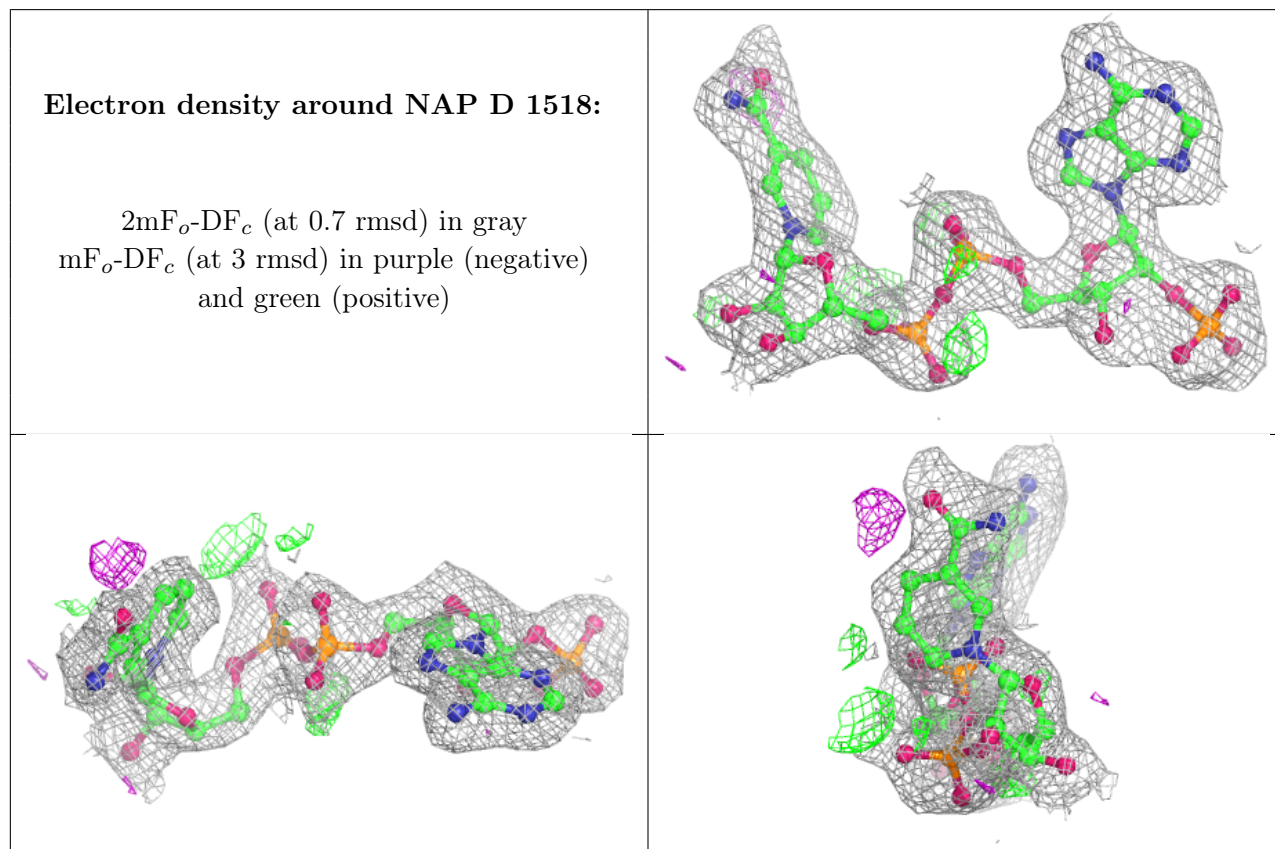 Electron density around NAP D 1518:
2mFo-DFc (at 0.7 rmsd) in gray
mFo-DFc (at 3 rmsd) in purple (negative)
and green (positive)